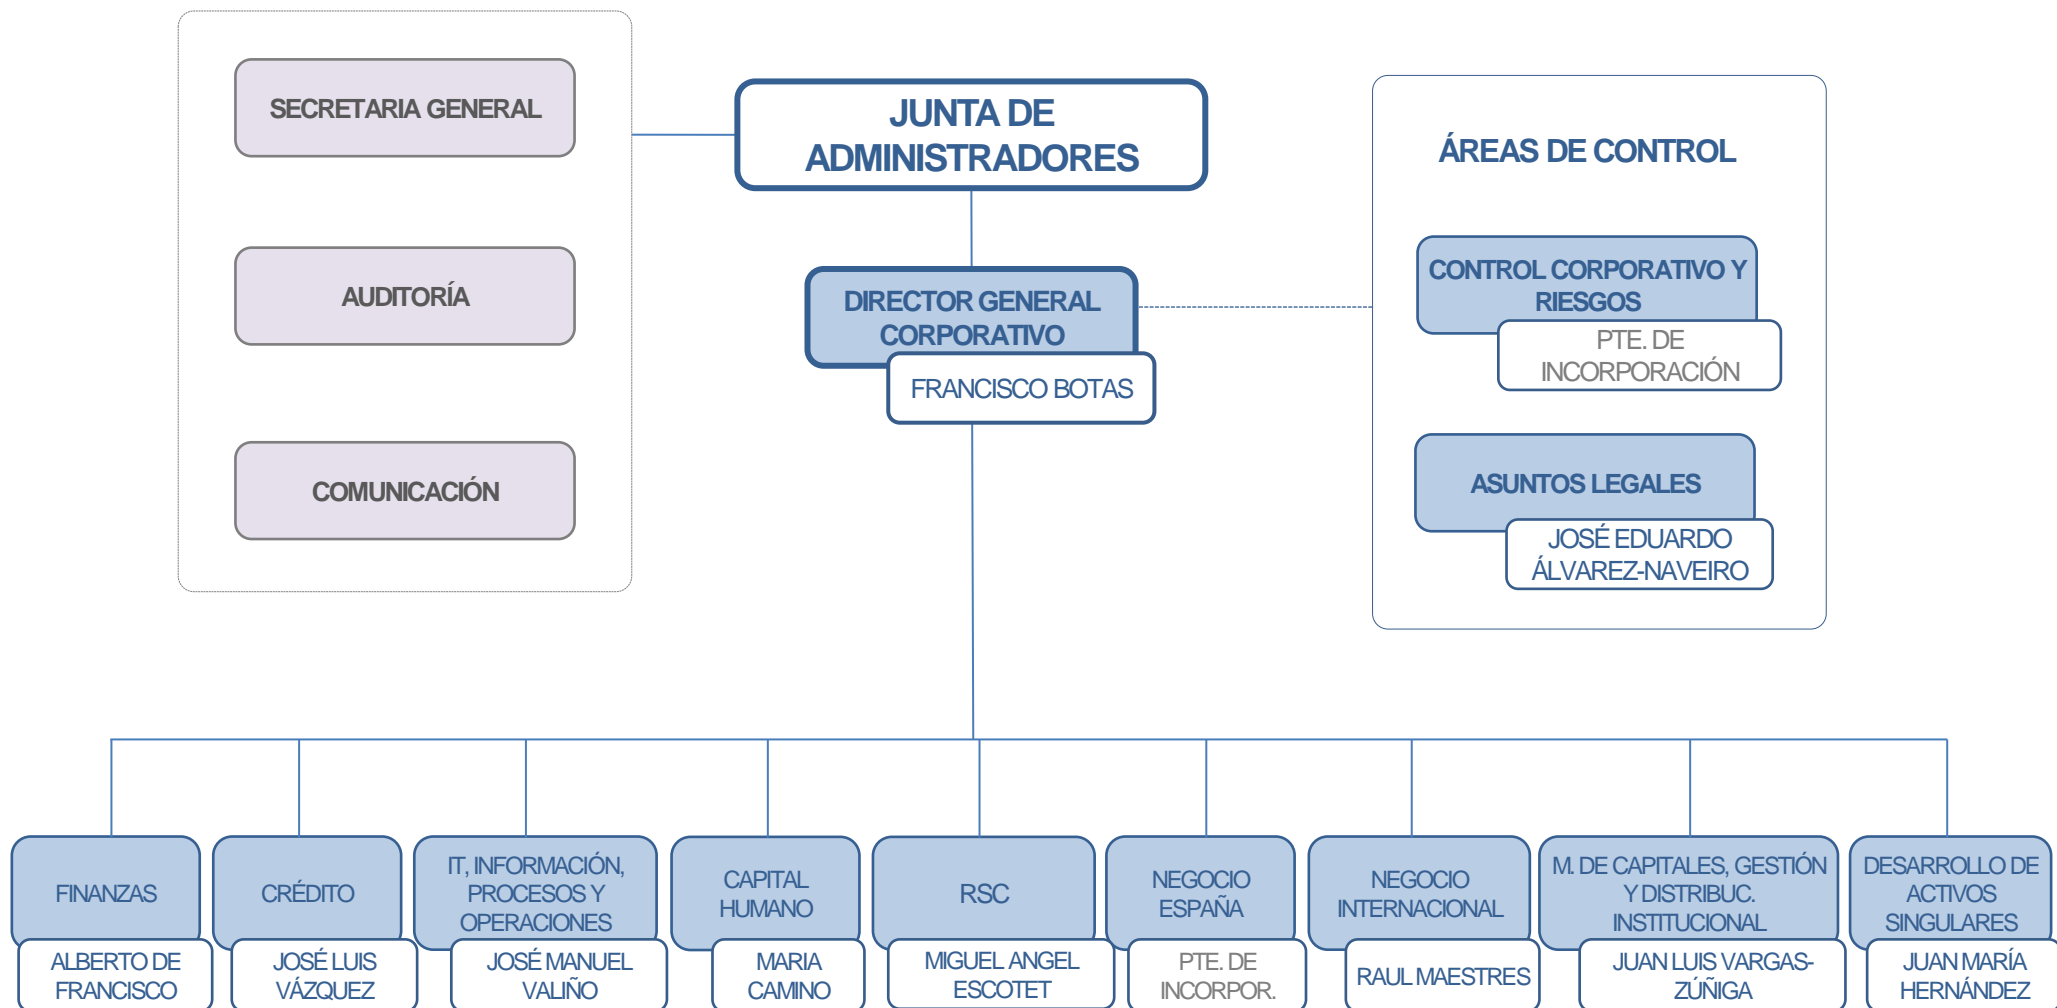 SECRETARIA GENERAL
AUDITORÍA
COMUNICACIÓN
JUNTA DE
ADMINISTRADORES
DIRECTOR GENERAL
CORPORATIVO
FRANCISCO BOTAS
ÁREAS DE CONTROL
CONTROL CORPORATIVO Y
RIESGOS
PTE. DE
INCORPORACIÓN
ASUNTOS LEGALES
JOSÉ EDUARDO
ÁLVAREZ-NAVEIRO
FINANZAS
ALBERTO DE
FRANCISCO
CRÉDITO
JOSÉ LUIS
VÁZQUEZ
IT, INFORMACIÓN,
PROCESOS Y
OPERACIONES
JOSÉ MANUEL
VALIÑO
CAPITAL
HUMANO
MARIA
CAMINO
RSC
MIGUEL ANGEL
ESCOTET
NEGOCIO
ESPAÑA
PTE. DE
INCORPOR.
NEGOCIO
INTERNACIONAL
RAUL MAESTRES
M. DE CAPITALES, GESTIÓN
Y DISTRIBUC.
INSTITUCIONAL
JUAN LUIS VARGAS-
ZÚÑIGA
DESARROLLO DE
ACTIVOS
SINGULARES
JUAN MARÍA
HERNÁNDEZ